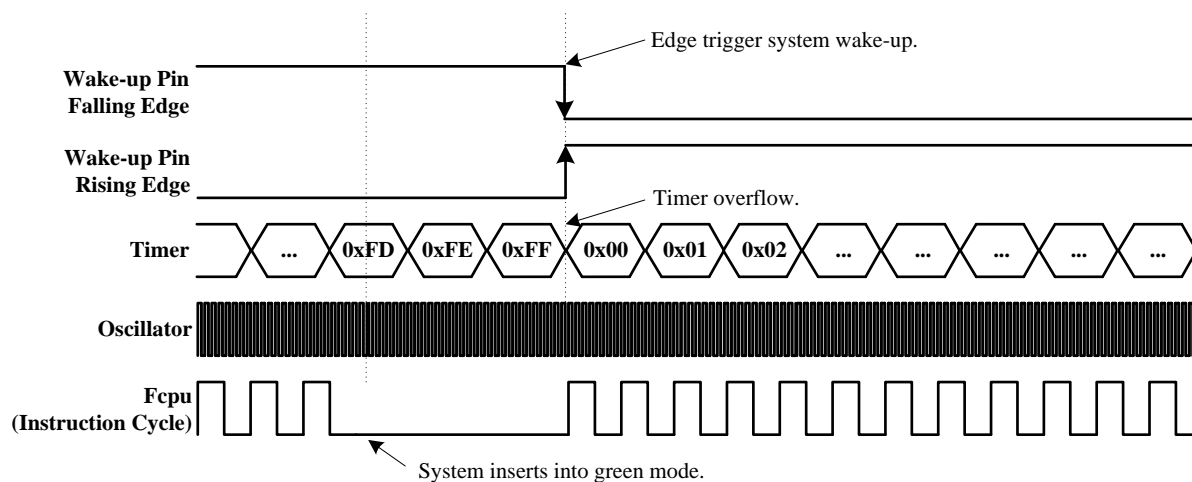 Edge trigger system wake-up.
Wake-up Pin
Falling Edge
Wake-up Pin
Rising Edge
Timer overflow.
Timer ... 0xFD 0xFE 0xFF 0x00 0x01 0x02 ... ... ... ... ...
Oscillator
Fcpu
(Instruction Cycle)
System inserts into green mode.